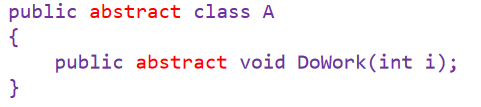 public abstract class A
{
    public abstract void DoWork(int i);
}